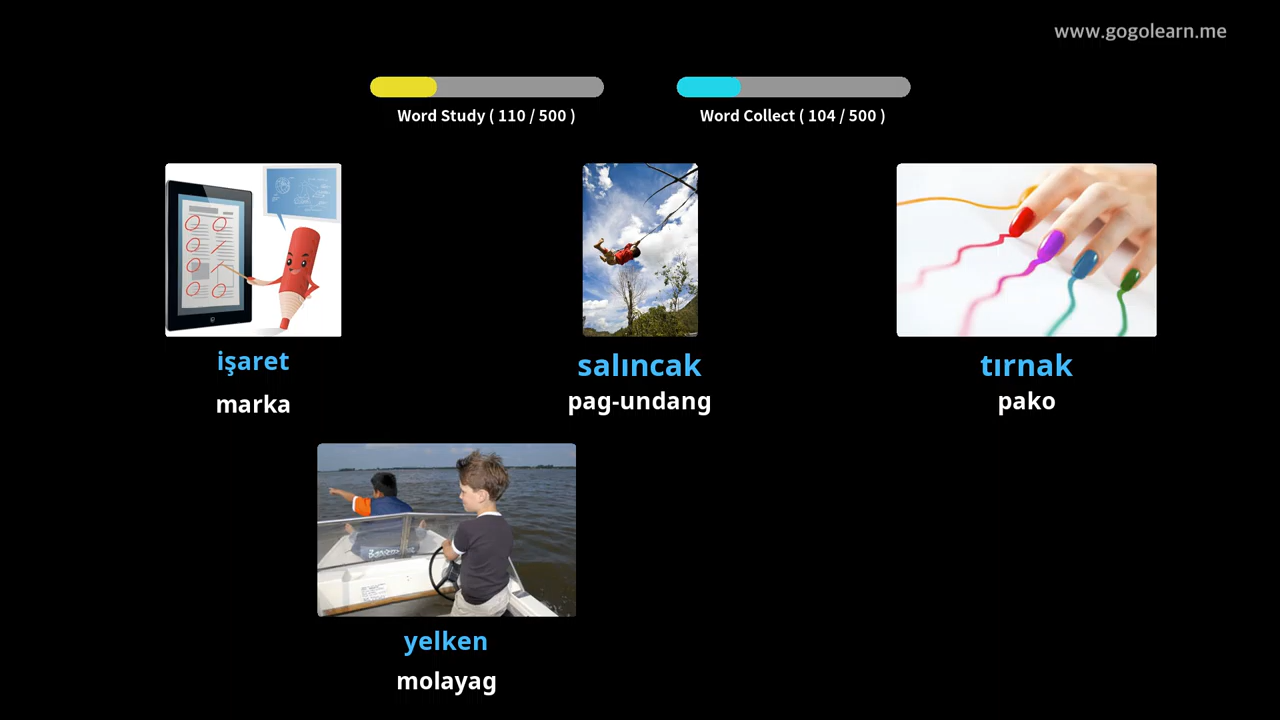 www.gogolearn.me
Word Study ( 110 / 500 )
Word Collect ( 104 / 500 )
işaret
marka
salıncak
pag-undang
tırnak
pako
yelken
molayag